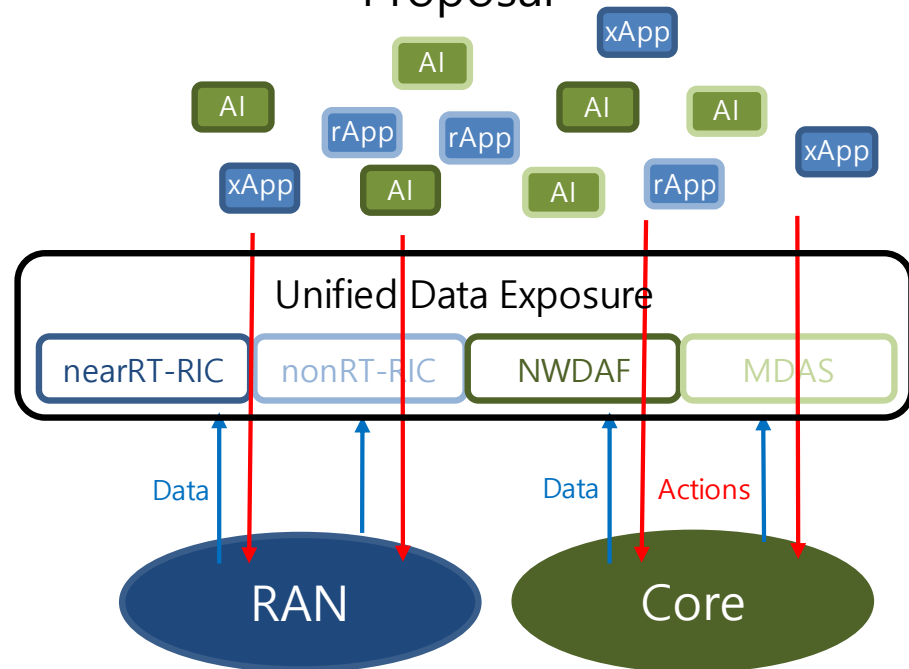 Proposal
xApp
AI
AI
AI
AI
rApp
rApp
xApp
xApp
AI
AI
rApp
Unified Data Exposure
nearRT-RIC
nonRT-RIC
NWDAF
MDAS
Data
Data
Actions
RAN
Core